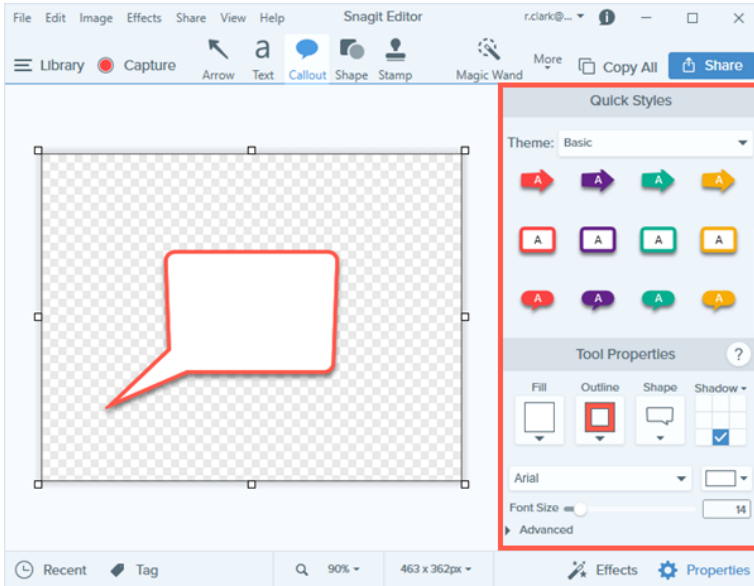 File Edit Image Effects Share View Help Snagit Editor r.clark@...
Library Capture Arrow Text Callout Shape Stamp Magic Wand More Copy All Share
a
Quick Styles
Theme: Basic
A A A A
A A A A
A A A A
Tool Properties ?
Fill Outline Shape Shadow
Arial
Font Size 14
Advanced
Recent Tag 90% 463 x 362px Effects Properties